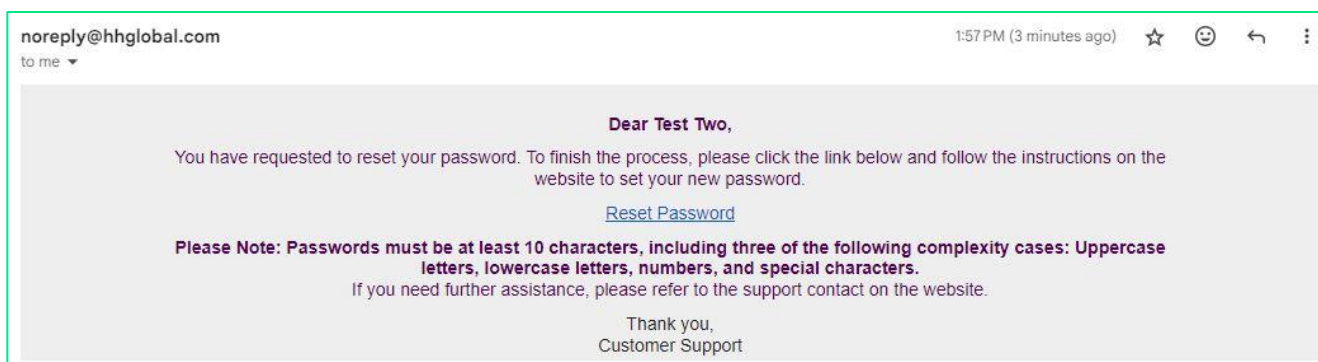 noreply@hhglobal.com
1:57 PM (3 minutes ago)
to me
Dear Test Two,
You have requested to reset your password. To finish the process, please click the link below and follow the instructions on the
website to set your new password.
Reset Password
Please Note: Passwords must be at least 10 characters, including three of the following complexity cases: Uppercase
letters, lowercase letters, numbers, and special characters.
If you need further assistance, please refer to the support contact on the website.
Thank you,
Customer Support